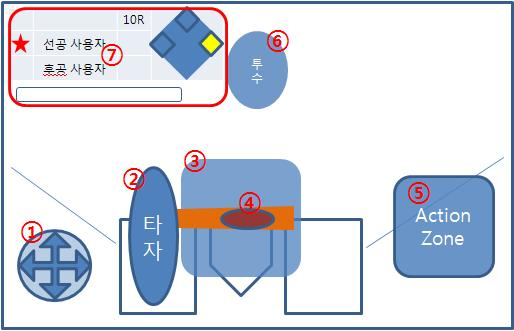 10R
선공 사용자
⑦
후공 사용자
⑥
투
수
③
②
④
⑤
타
자
Action
Zone
①